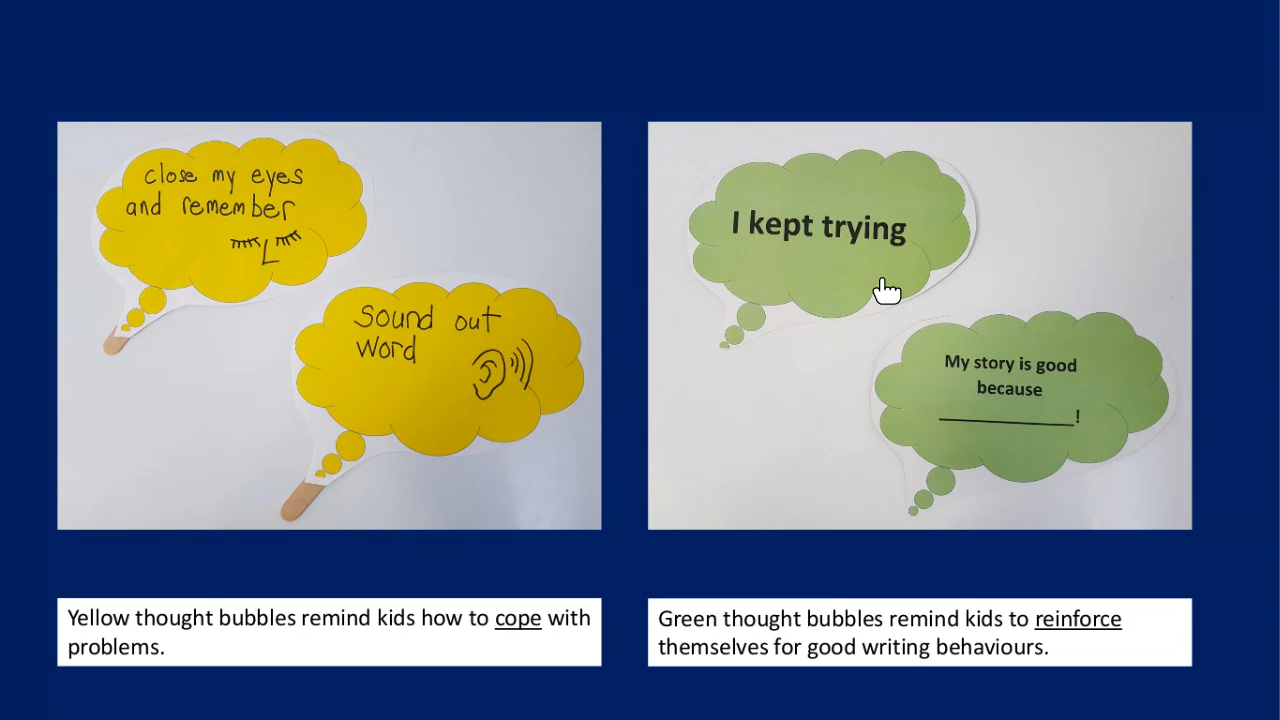 close my eyes
and remember
Sound out
word
I kept trying
My story is good
because
____________!
Yellow thought bubbles remind kids how to cope with
problems.
Green thought bubbles remind kids to reinforce
themselves for good writing behaviours.